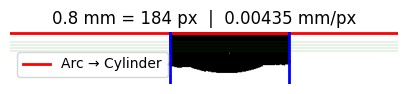 0.8 mm = 184 px | 0.00435 mm/px
Arc → Cylinder